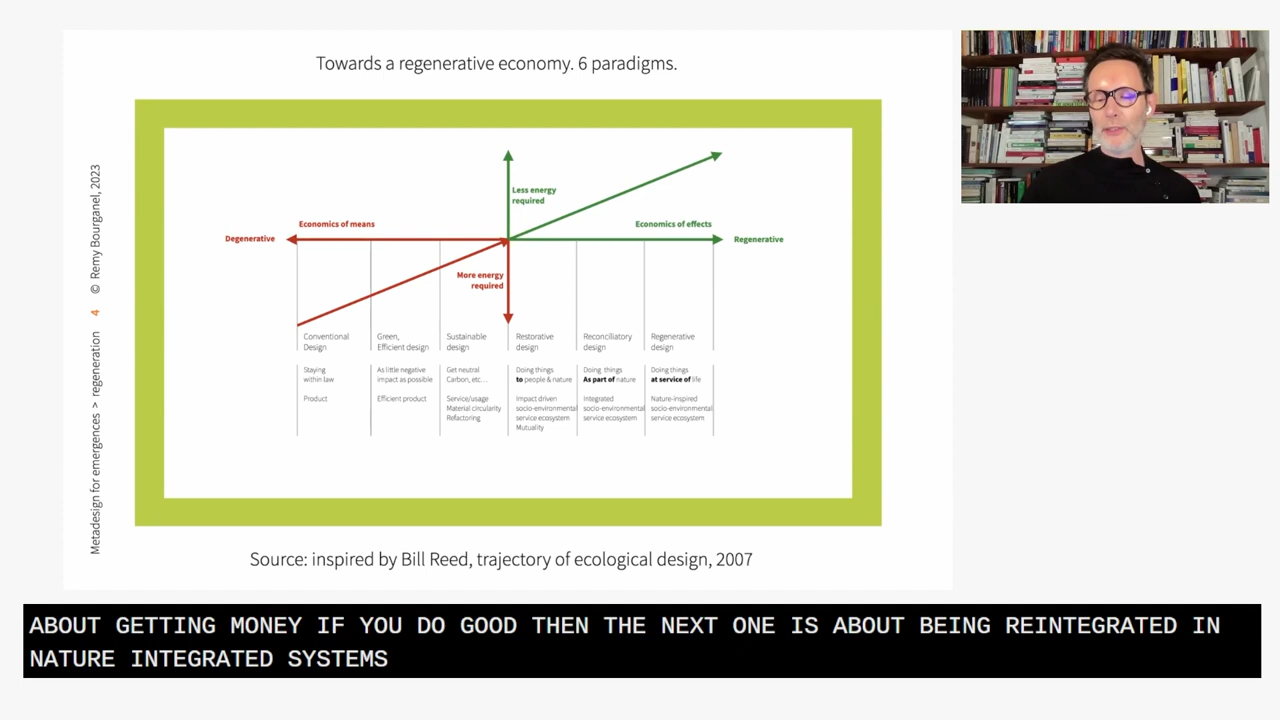 Towards a regenerative economy. 6 paradigms.
Metadesign for emergences > regeneration 4 © Remy Bourganel, 2023
Less energy
required
Economics of means
Economics of effects
Degenerative
Regenerative
More energy
required
Conventional
Design
Green,
Efficient design
Sustainable
design
Restorative
design
Reconciliatory
design
Regenerative
design
Staying
within law
As little negative
impact as possible
Get neutral
Carbon, etc...
Doing things
to people & nature
Doing things
As part of nature
Doing things
at service of life
Product
Efficient product
Service/usage
Material circularity
Refactoring
Impact driven
socio-environmental
service ecosystem
Mutuality
Integrated
socio-environmental
service ecosystem
Nature-inspired
socio-environmental
service ecosystem
Source: inspired by Bill Reed, trajectory of ecological design, 2007
ABOUT GETTING MONEY IF YOU DO GOOD THEN THE NEXT ONE IS ABOUT BEING REINTEGRATED IN
NATURE INTEGRATED SYSTEMS